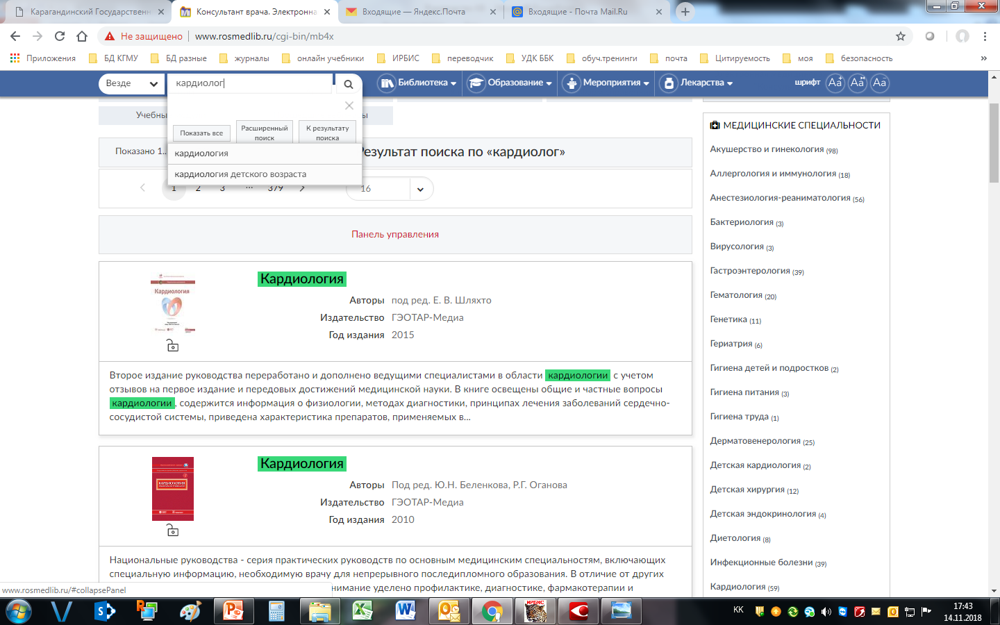 Карагандинский Государственн
Консультант врача. Электронна
Входящие — Яндекс.Почта
Входящие - Почта Mail.Ru
Не защищено
www.rosmedlib.ru/cgi-bin/mb4x
Приложения
БД КГМУ
БД разные
журналы
онлайн учебники
ИРБИС
переводчик
УДК ББК
обуч.тренинги
почта
Цитируемость
моя
безопасность
»
Везде
кардиолог
Библиотека
Образование
Мероприятия
Лекарства
шрифт
Aa
Aa
Aa
Учебны
ы
Показать все
Расширенный
поиск
К результату
поиска
кардиология
кардиология детского возраста
Показано 1..
Результат поиска по «кардиолог»
1 2 3 ... 379
16
Панель управления
Кардиология
Кардиология
Авторы под ред. Е. В. Шляхто
Издательство ГЭОТАР-Медиа
Год издания 2015
Второе издание руководства переработано и дополнено ведущими специалистами в области кардиологии с учетом
отзывов на первое издание и передовых достижений медицинской науки. В книге освещены общие и частные вопросы
кардиологии, содержится информация о физиологии, методах диагностики, принципах лечения заболеваний сердечно-
сосудистой системы, приведена характеристика препаратов, применяемых в...
Кардиология
КАРДИОЛОГИЯ
Авторы Под ред. Ю.Н. Беленкова, Р.Г. Оганова
Издательство ГЭОТАР-Медиа
Год издания 2010
Национальные руководства - серия практических руководств по основным медицинским специальностям, включающих
специальную информацию, необходимую врачу для непрерывного последипломного образования. В отличие от других
нимание уделено профилактике, диагностике, фармакотерапии и
МЕДИЦИНСКИЕ СПЕЦИАЛЬНОСТИ
Акушерство и гинекология (98)
Аллергология и иммунология (18)
Анестезиология-реаниматология (56)
Бактериология (3)
Вирусология (3)
Гастроэнтерология (39)
Гематология (20)
Генетика (11)
Гериатрия (6)
Гигиена детей и подростков (2)
Гигиена питания (3)
Гигиена труда (1)
Дерматовенерология (25)
Детская кардиология (2)
Детская хирургия (12)
Детская эндокринология (4)
Диетология (8)
Инфекционные болезни (39)
Кардиология (59)
www.rosmedlib.ru/#collapsePanel
ИРБИС
KK
17:43
14.11.2018